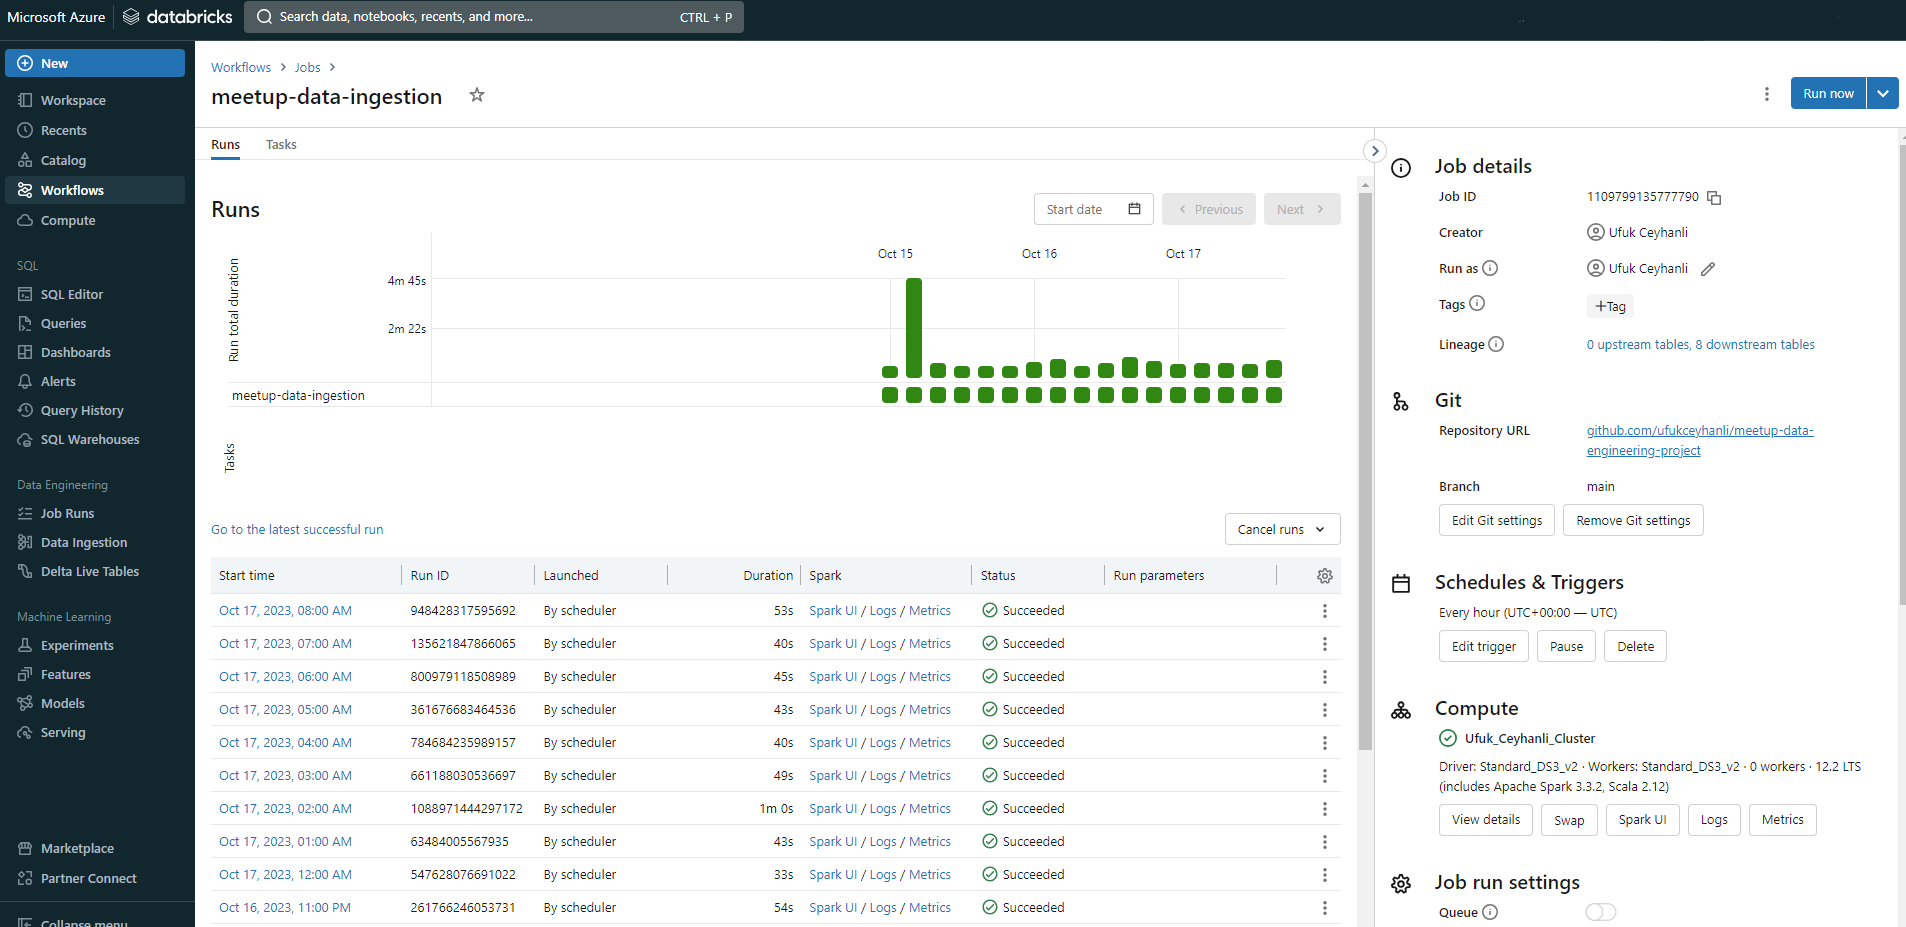 Microsoft Azure databricks Search data, notebooks, recents, and more... CTRL + P
New
Workspace
Recents
Catalog
Workflows
Compute
SQL
SQL Editor
Queries
Dashboards
Alerts
Query History
SQL Warehouses
Data Engineering
Job Runs
Data Ingestion
Delta Live Tables
Machine Learning
Experiments
Features
Models
Serving
Marketplace
Partner Connect
Collapse menu
Workflows > Jobs >
meetup-data-ingestion
Run now
Runs Tasks
Runs
Start date Previous Next
Oct 15 Oct 16 Oct 17
Run total duration
4m 45s
2m 22s
meetup-data-ingestion
Tasks
Go to the latest successful run
Cancel runs
Start time Run ID Launched Duration Spark Status Run parameters
Oct 17, 2023, 08:00 AM 948428317595692 By scheduler 53s Spark UI / Logs / Metrics Succeeded
Oct 17, 2023, 07:00 AM 135621847866065 By scheduler 40s Spark UI / Logs / Metrics Succeeded
Oct 17, 2023, 06:00 AM 800979118508989 By scheduler 45s Spark UI / Logs / Metrics Succeeded
Oct 17, 2023, 05:00 AM 361676683464536 By scheduler 43s Spark UI / Logs / Metrics Succeeded
Oct 17, 2023, 04:00 AM 784684235989157 By scheduler 40s Spark UI / Logs / Metrics Succeeded
Oct 17, 2023, 03:00 AM 661188030536697 By scheduler 49s Spark UI / Logs / Metrics Succeeded
Oct 17, 2023, 02:00 AM 1088971444297172 By scheduler 1m 0s Spark UI / Logs / Metrics Succeeded
Oct 17, 2023, 01:00 AM 63484005567935 By scheduler 43s Spark UI / Logs / Metrics Succeeded
Oct 17, 2023, 12:00 AM 547628076691022 By scheduler 33s Spark UI / Logs / Metrics Succeeded
Oct 16, 2023, 11:00 PM 261766246053731 By scheduler 54s Spark UI / Logs / Metrics Succeeded
Job details
Job ID 1109799135777790
Creator Ufuk Ceyhanli
Run as Ufuk Ceyhanli
Tags +Tag
Lineage 0 upstream tables, 8 downstream tables
Git
Repository URL github.com/ufukceyhanli/meetup-data-
engineering-project
Branch main
Edit Git settings Remove Git settings
Schedules & Triggers
Every hour (UTC+00:00 — UTC)
Edit trigger Pause Delete
Compute
Ufuk_Ceyhanli_Cluster
Driver: Standard_DS3_v2 · Workers: Standard_DS3_v2 · 0 workers · 12.2 LTS
(includes Apache Spark 3.3.2, Scala 2.12)
View details Swap Spark UI Logs Metrics
Job run settings
Queue